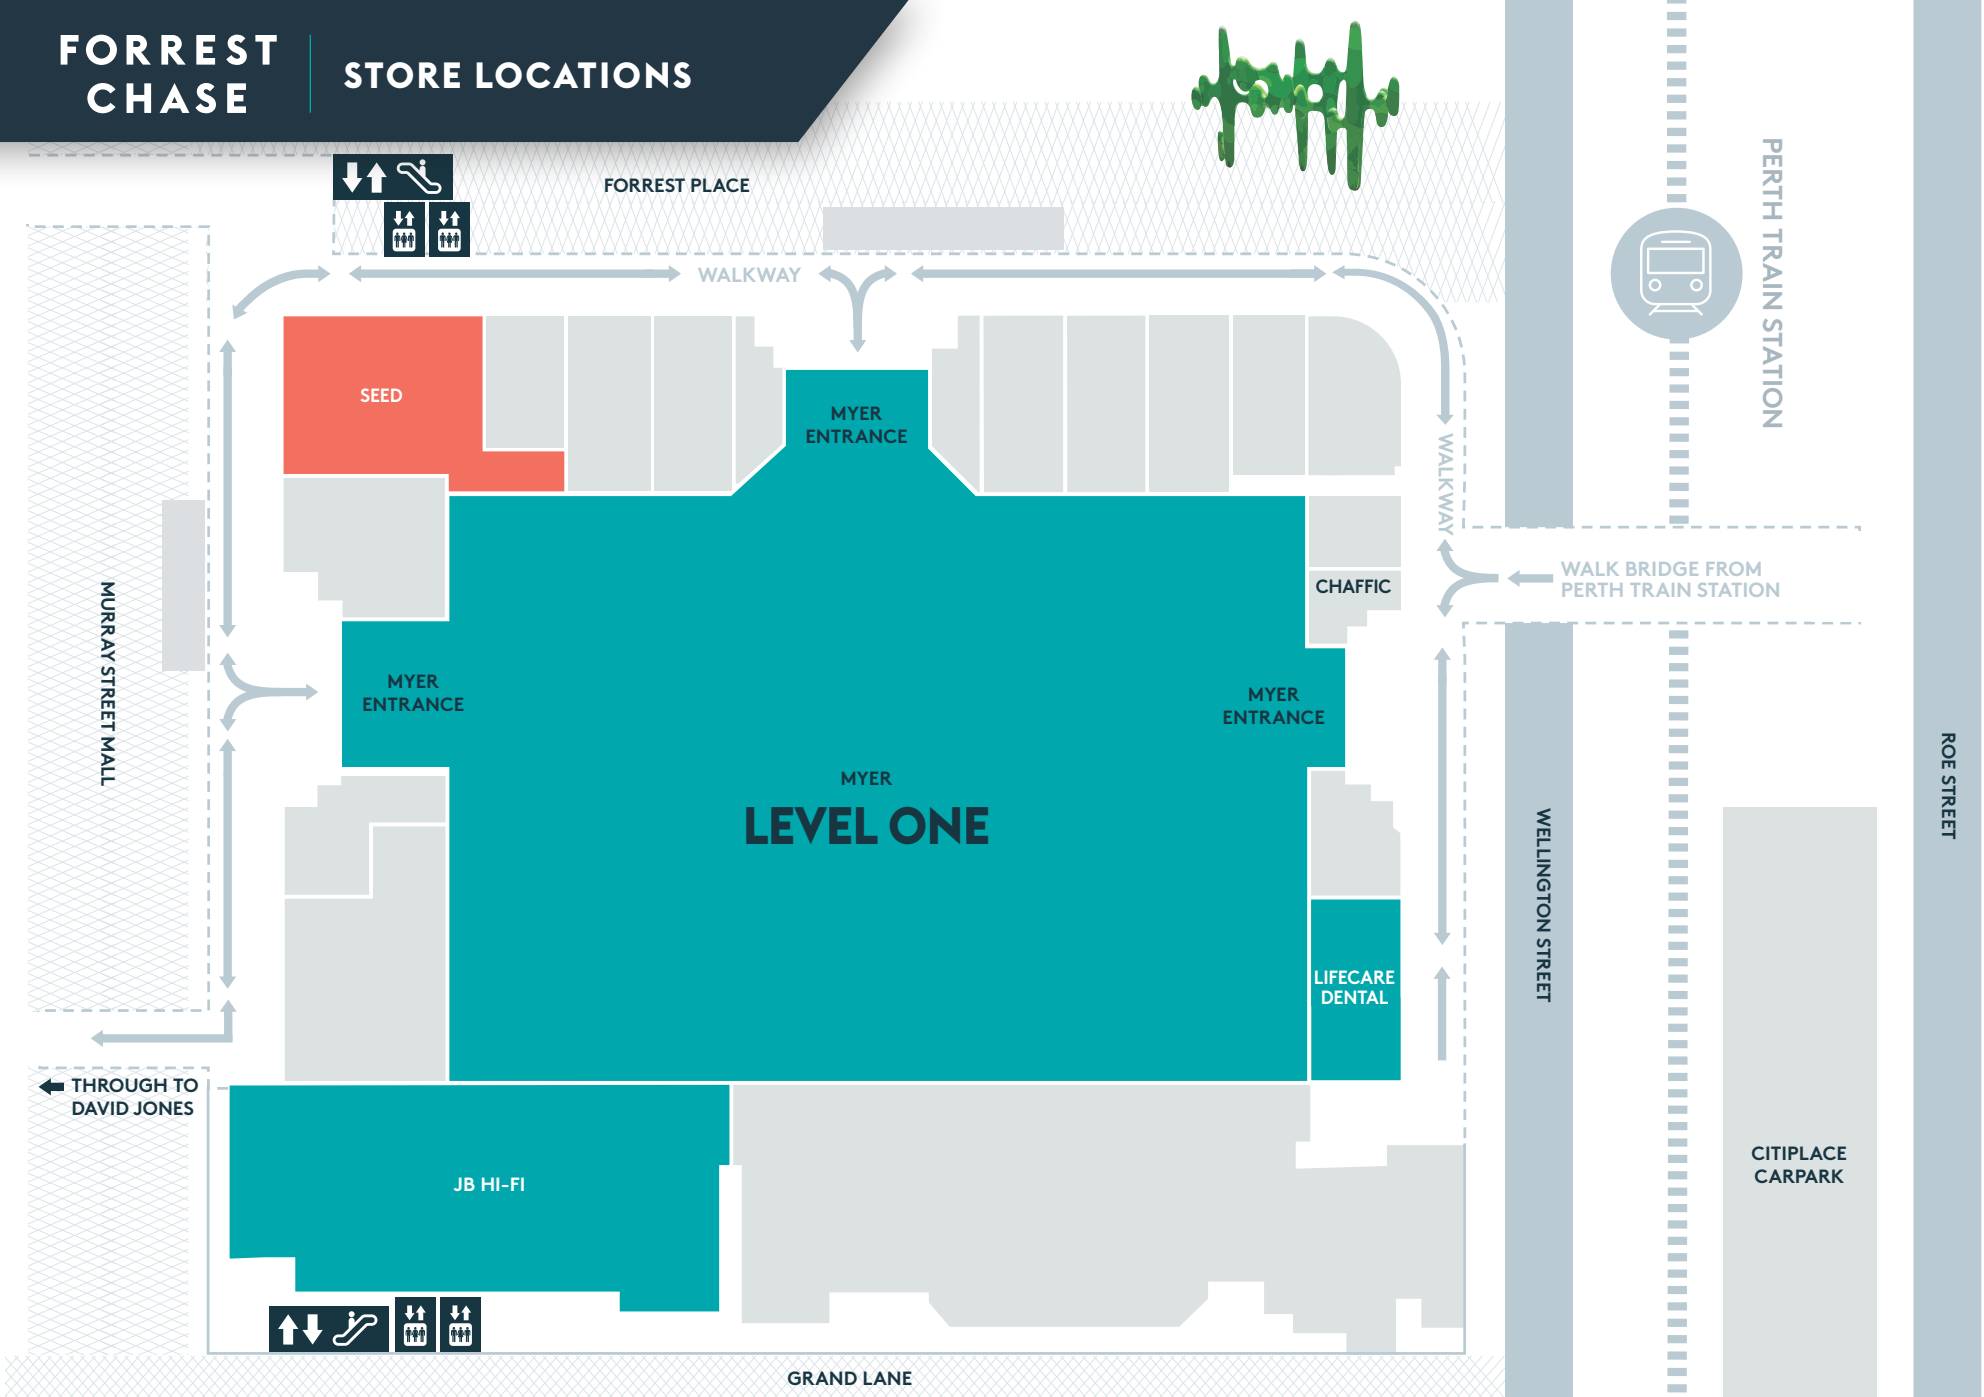 FORREST
CHASE
STORE LOCATIONS
FORREST PLACE
WALKWAY
PERTH TRAIN STATION
SEED
MYER
ENTRANCE
WALKWAY
WALK BRIDGE FROM
PERTH TRAIN STATION
CHAFFIC
MURRAY STREET MALL
MYER
ENTRANCE
MYER
ENTRANCE
MYER
LEVEL ONE
ROE STREET
WELLINGTON STREET
LIFECARE
DENTAL
THROUGH TO
DAVID JONES
JB HI-FI
CITIPLACE
CARPARK
GRAND LANE